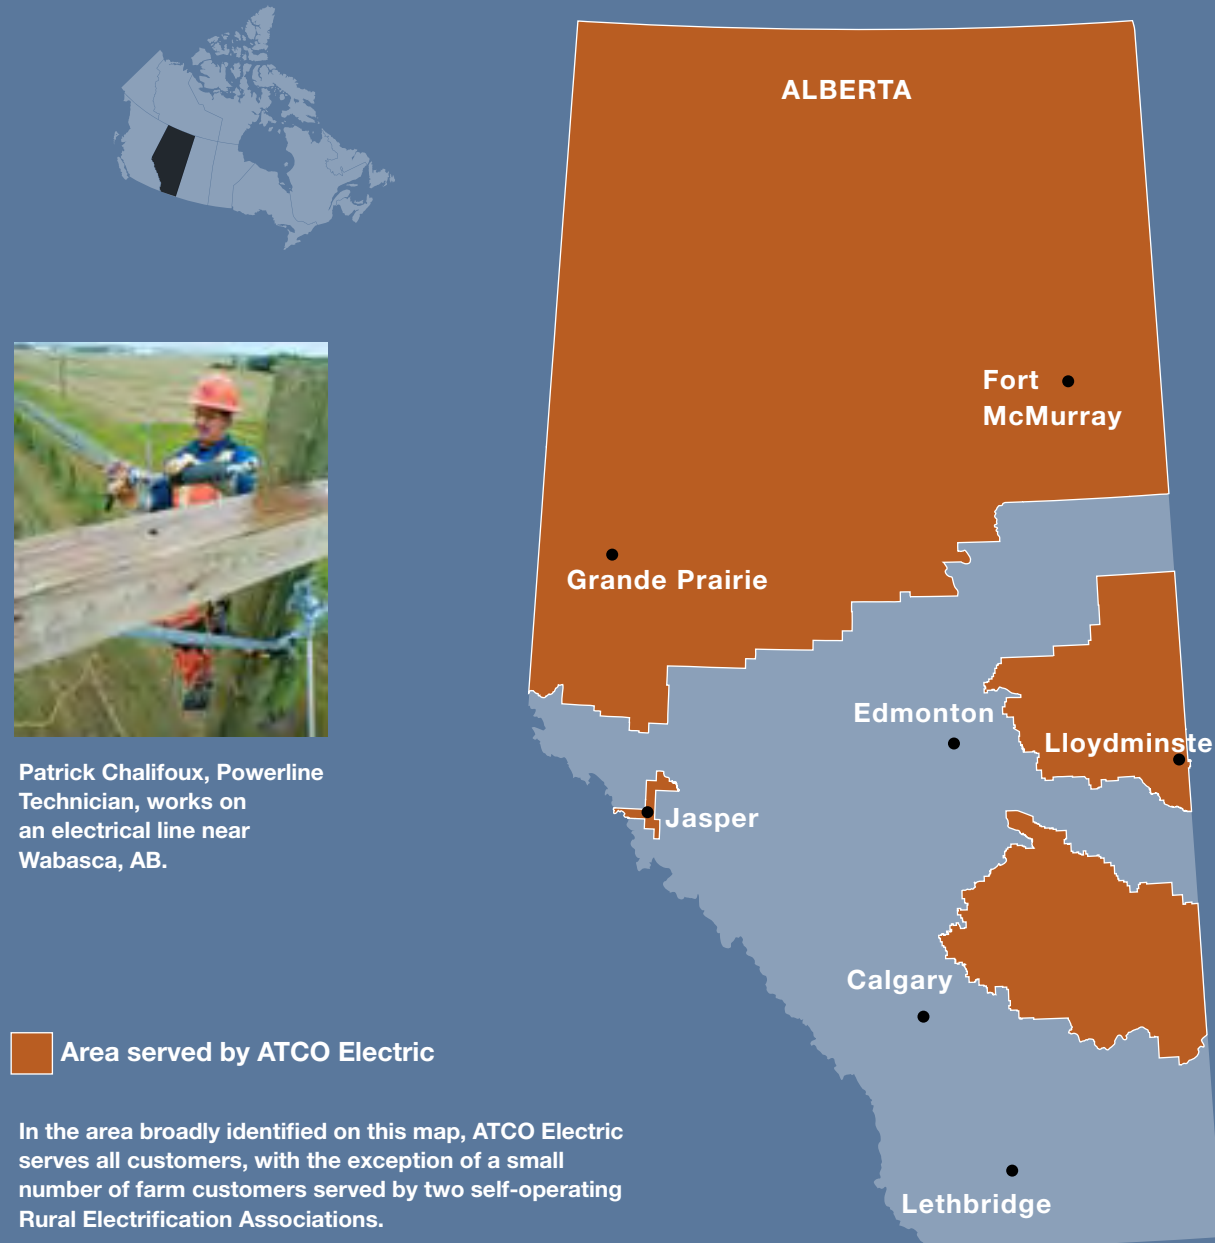 ALBERTA
Fort
McMurray
Grande Prairie
Edmonton
Lloydminste
Jasper
Patrick Chalifoux, Powerline
Technician, works on
an electrical line near
Wabasca, AB.
Calgary
Area served by ATCO Electric
In the area broadly identified on this map, ATCO Electric
serves all customers, with the exception of a small
number of farm customers served by two self-operating
Rural Electrification Associations.
Lethbridge